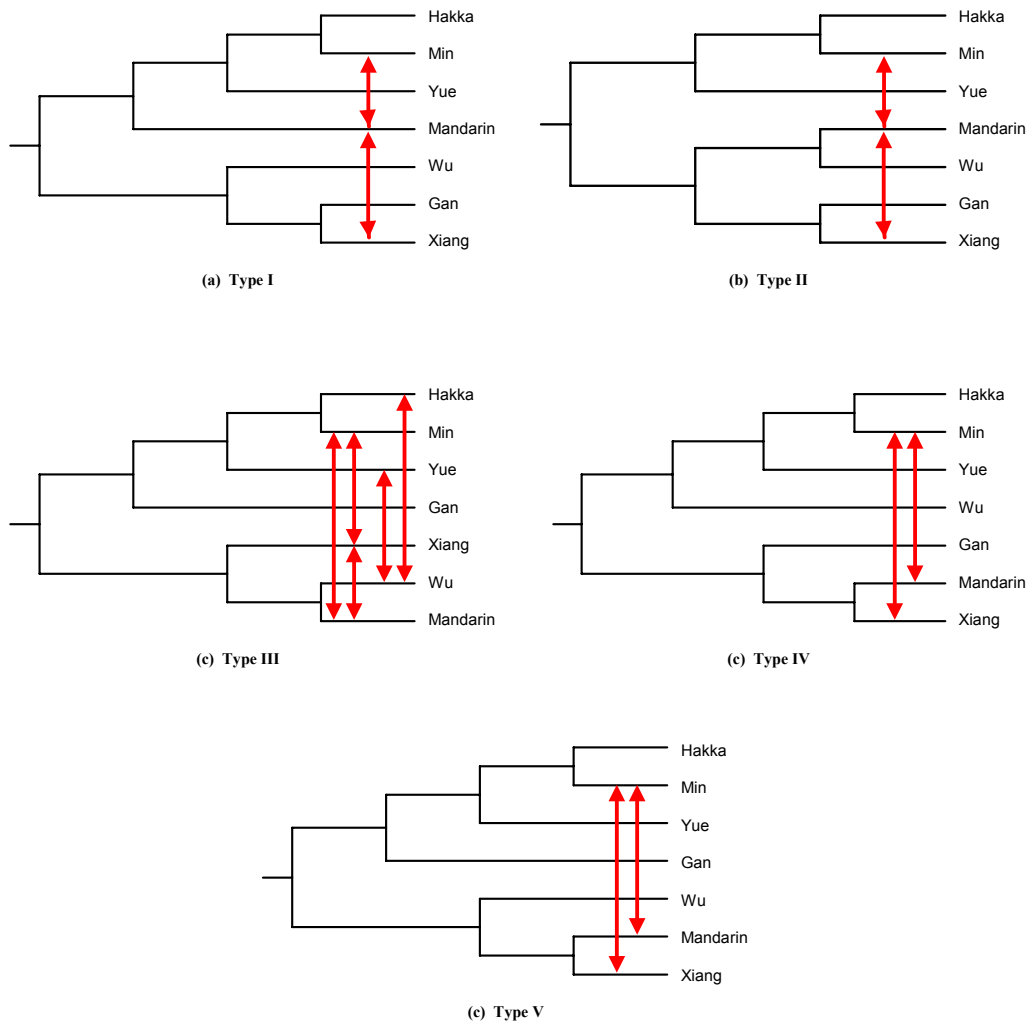 Hakka
Min
Yue
Mandarin
Wu
Gan
Xiang
(a) Type I
Hakka
Min
Yue
Mandarin
Wu
Gan
Xiang
(b) Type II
Hakka
Min
Yue
Gan
Xiang
Wu
Mandarin
(c) Type III
Hakka
Min
Yue
Wu
Gan
Mandarin
Xiang
(c) Type IV
Hakka
Min
Yue
Gan
Wu
Mandarin
Xiang
(c) Type V